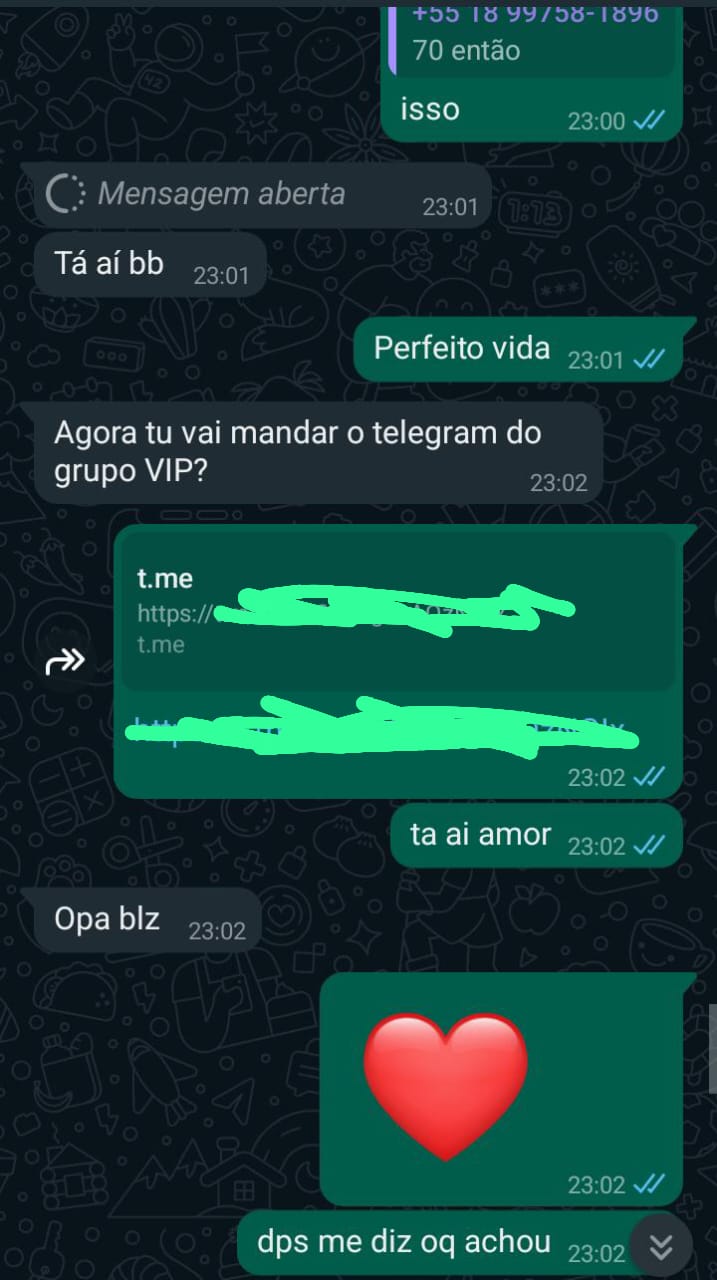 +55 18 99758-1896
70 então
isso
23:00
Mensagem aberta
23:01
Tá aí bb
23:01
Perfeito vida
23:01
Agora tu vai mandar o telegram do
grupo VIP?
23:02
t.me
https://
t.me
23:02
ta ai amor
23:02
Opa blz
23:02
23:02
dps me diz oq achou
23:02